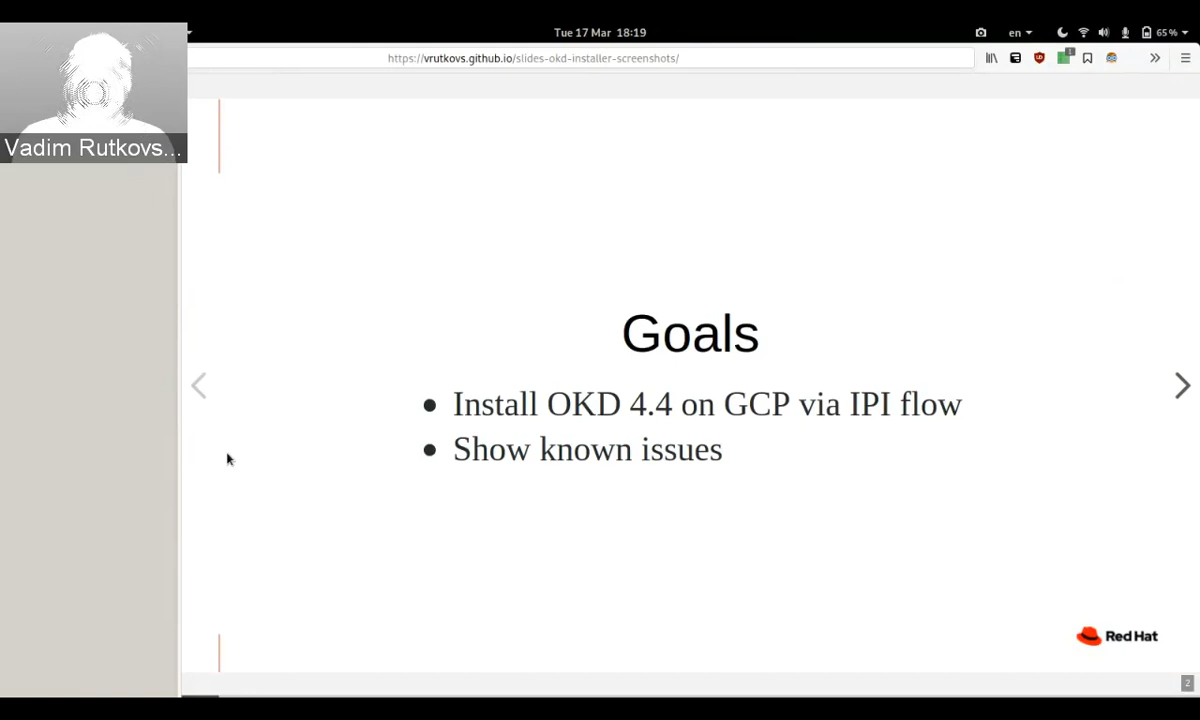 Tue 17 Mar 18:19
en
65%
https://vrutkovs.github.io/slides-okd-installer-screenshots/
1
Vadim Rutkovs...
Goals
Install OKD 4.4 on GCP via IPI flow
Show known issues
Red Hat
2